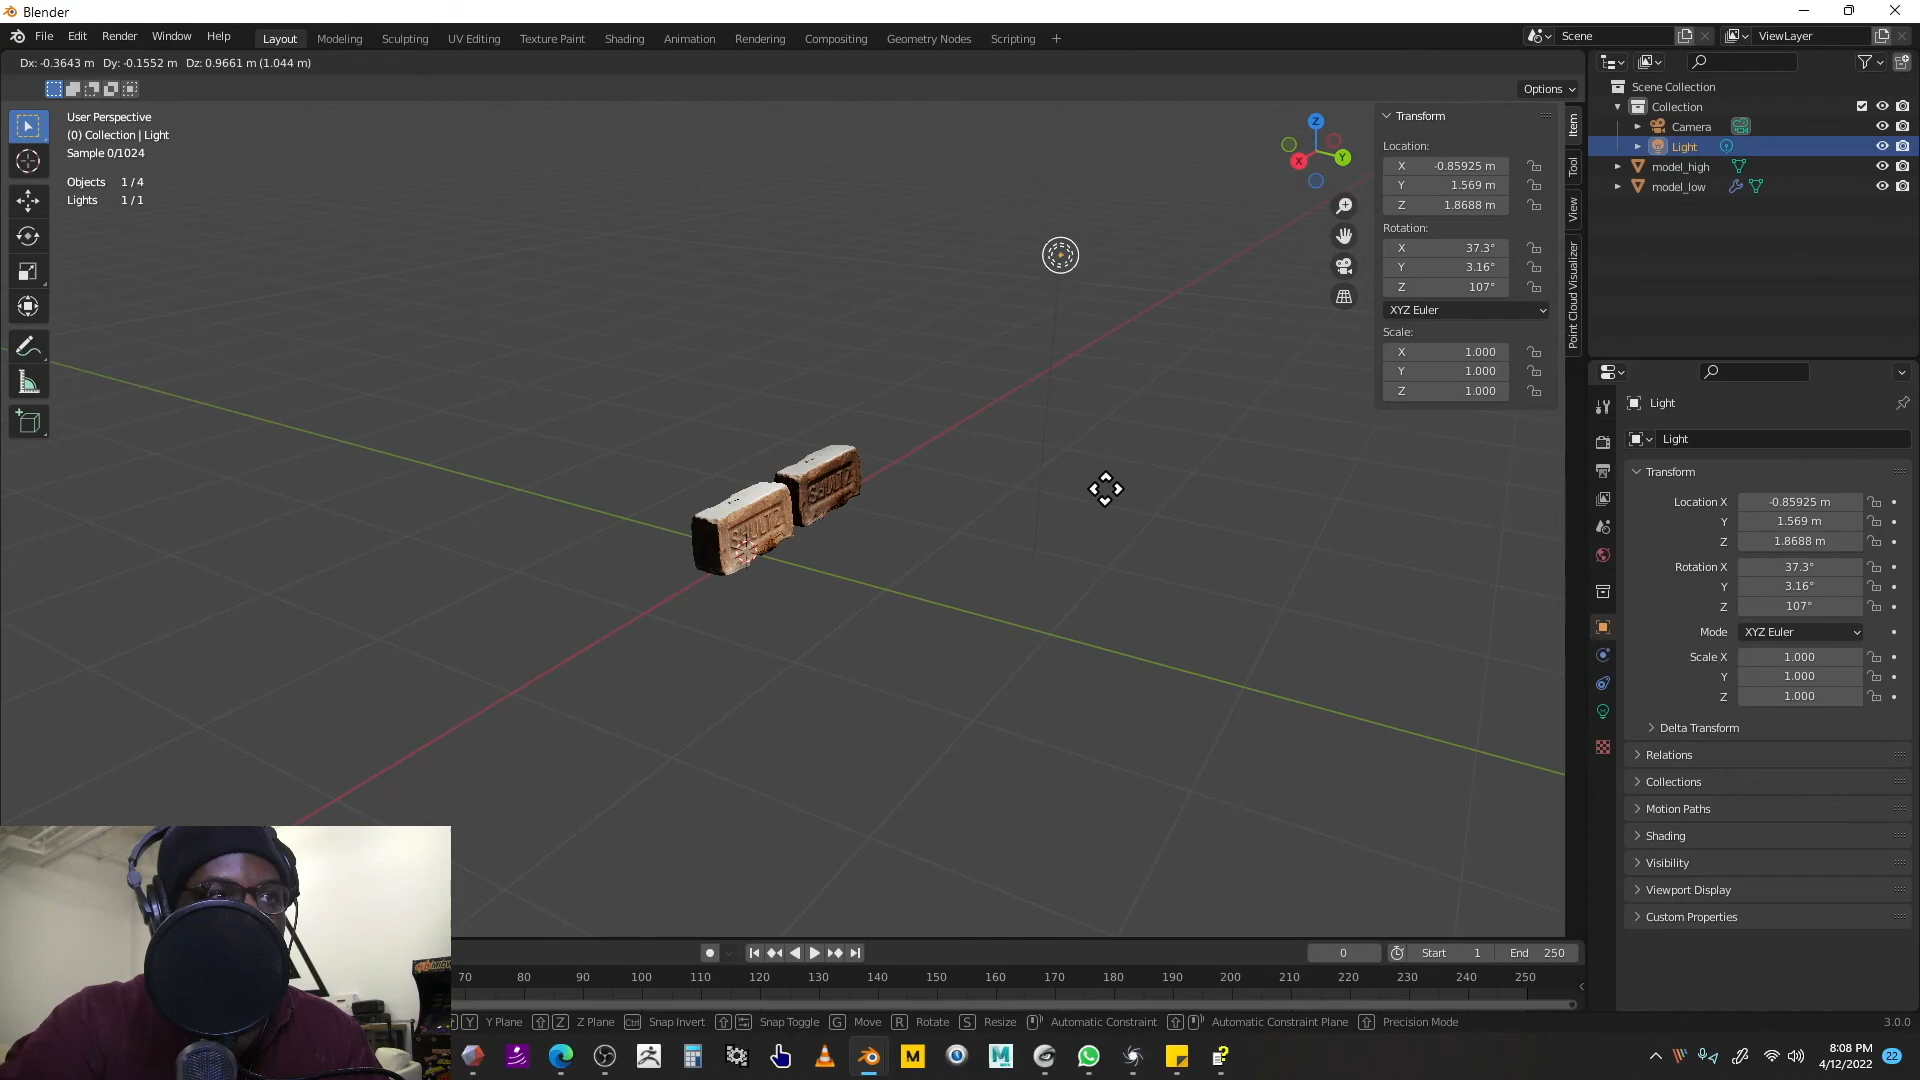 Blender
File Edit Render Window Help Layout Modeling Sculpting UV Editing Texture Paint Shading Animation Rendering Compositing Geometry Nodes Scripting + Scene ViewLayer
Dx: -0.3643 m Dy: -0.1552 m Dz: 0.9661 m (1.044 m)
Options
User Perspective
(0) Collection | Light
Sample 0/1024
Objects 1 / 4
Lights 1 / 1
Z
Y
X
Transform
Location:
X -0.85925 m
Y 1.569 m
Z 1.8688 m
Rotation:
X 37.3°
Y 3.16°
Z 107°
XYZ Euler
Scale:
X 1.000
Y 1.000
Z 1.000
Item
Tool
View
Point Cloud Visualizer
Scene Collection
Collection
Camera
Light
model_high
model_low
Light
Light
Transform
Location X -0.85925 m
Y 1.569 m
Z 1.8688 m
Rotation X 37.3°
Y 3.16°
Z 107°
Mode XYZ Euler
Scale X 1.000
Y 1.000
Z 1.000
Delta Transform
Relations
Collections
Motion Paths
Shading
Visibility
Viewport Display
Custom Properties
0 Start 1 End 250
70 80 90 100 110 120 130 140 150 160 170 180 190 200 210 220 230 240 250
Y Y Plane Z Z Plane Ctrl Snap Invert Snap Toggle G Move R Rotate S Resize Automatic Constraint Automatic Constraint Plane Precision Mode 3.0.0
M M
8:08 PM
4/12/2022
22